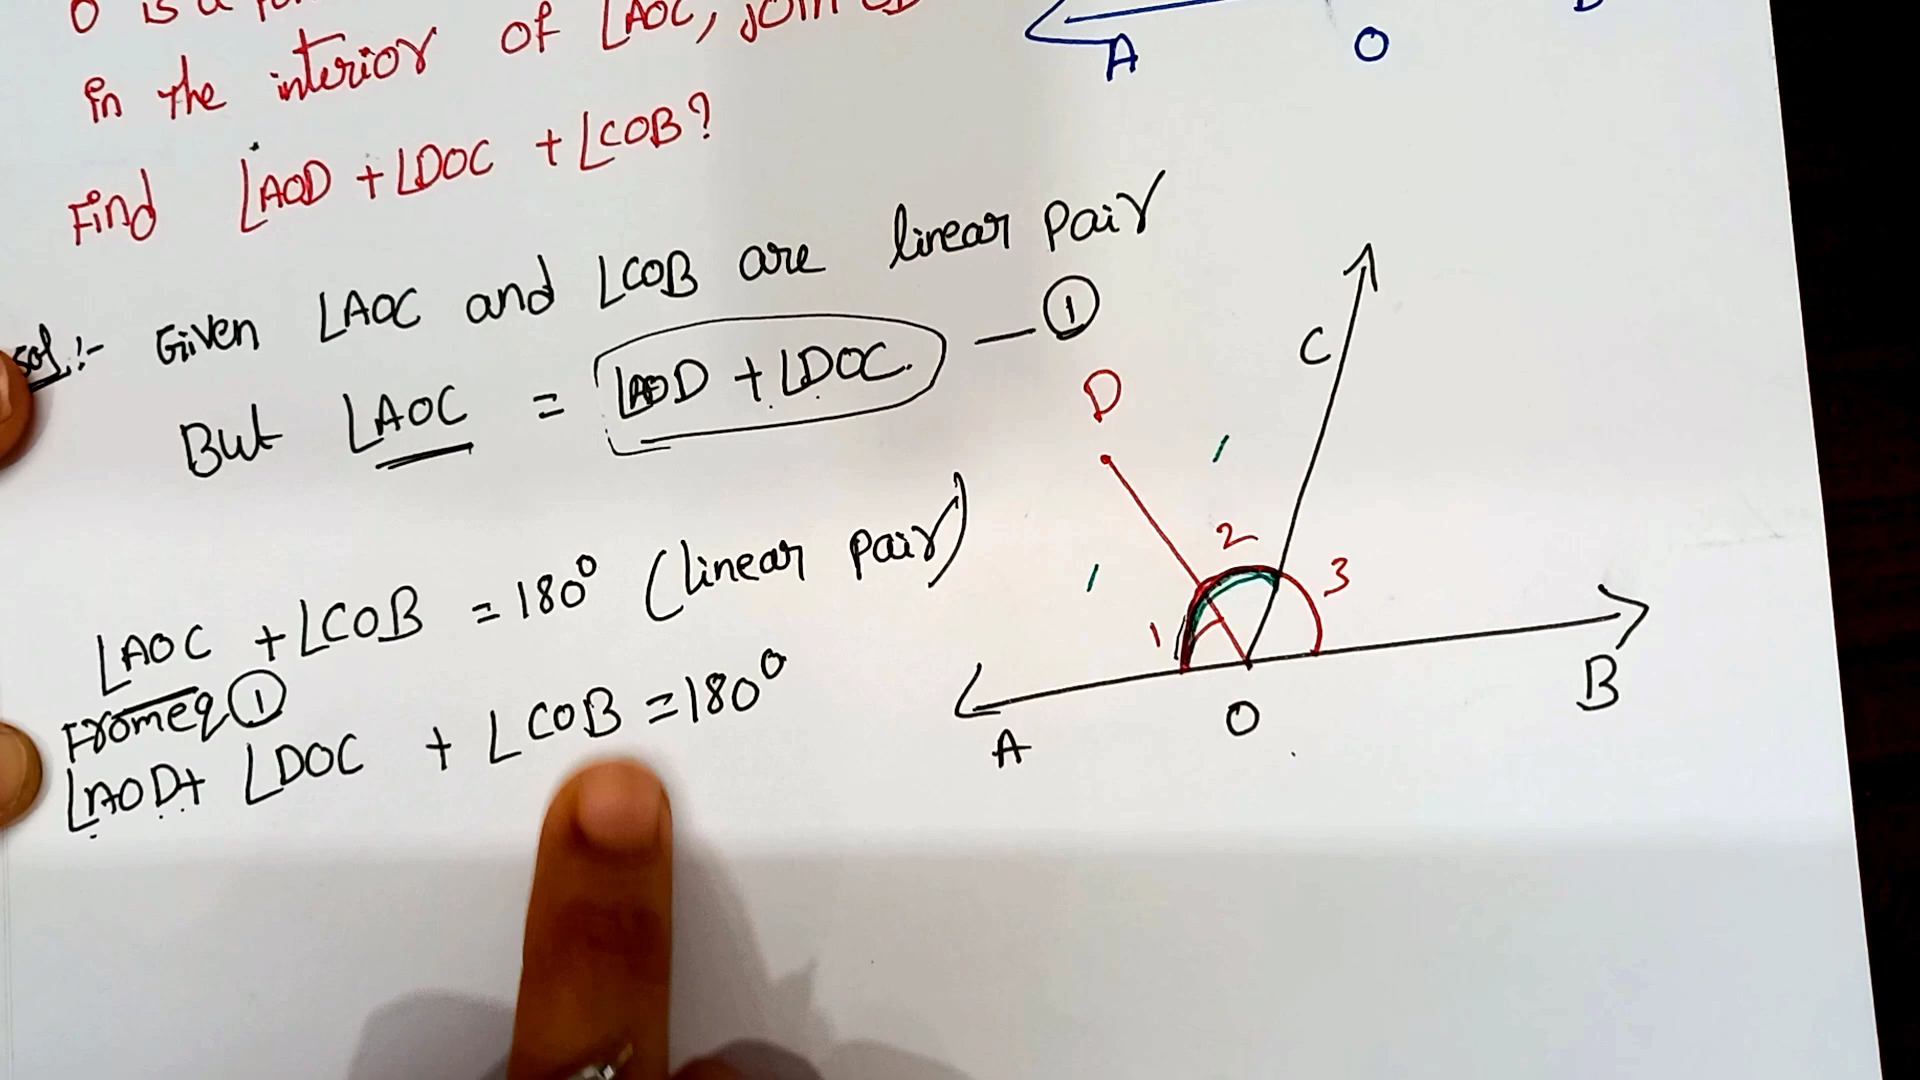 in the interior of ∠AOC, join
Find ∠AOD + ∠DOC + ∠COB?
Sol:- Given ∠AOC and ∠COB are linear pair
But ∠AOC = ∠AOD + ∠DOC — ①
∠AOC + ∠COB = 180° (linear pair)
From eq ①
∠AOD + ∠DOC + ∠COB = 180°
A O
C
D
2
1 3
A O B